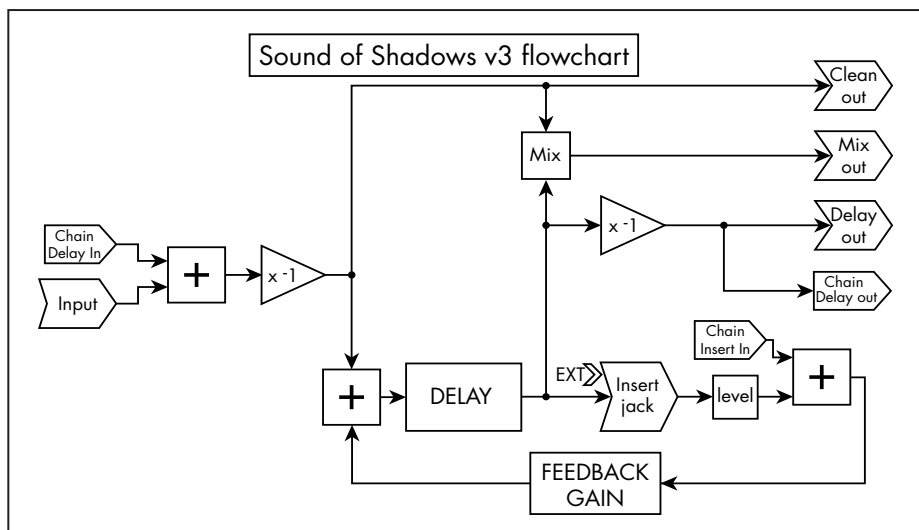 Sound of Shadows v3 flowchart
Clean
out
Mix
Mix
out
Chain
Delay In
+
x -1
x -1
Delay
out
Input
Chain
Delay out
Chain
Insert In
EXT
+
DELAY
Insert
jack
level
+
FEEDBACK
GAIN